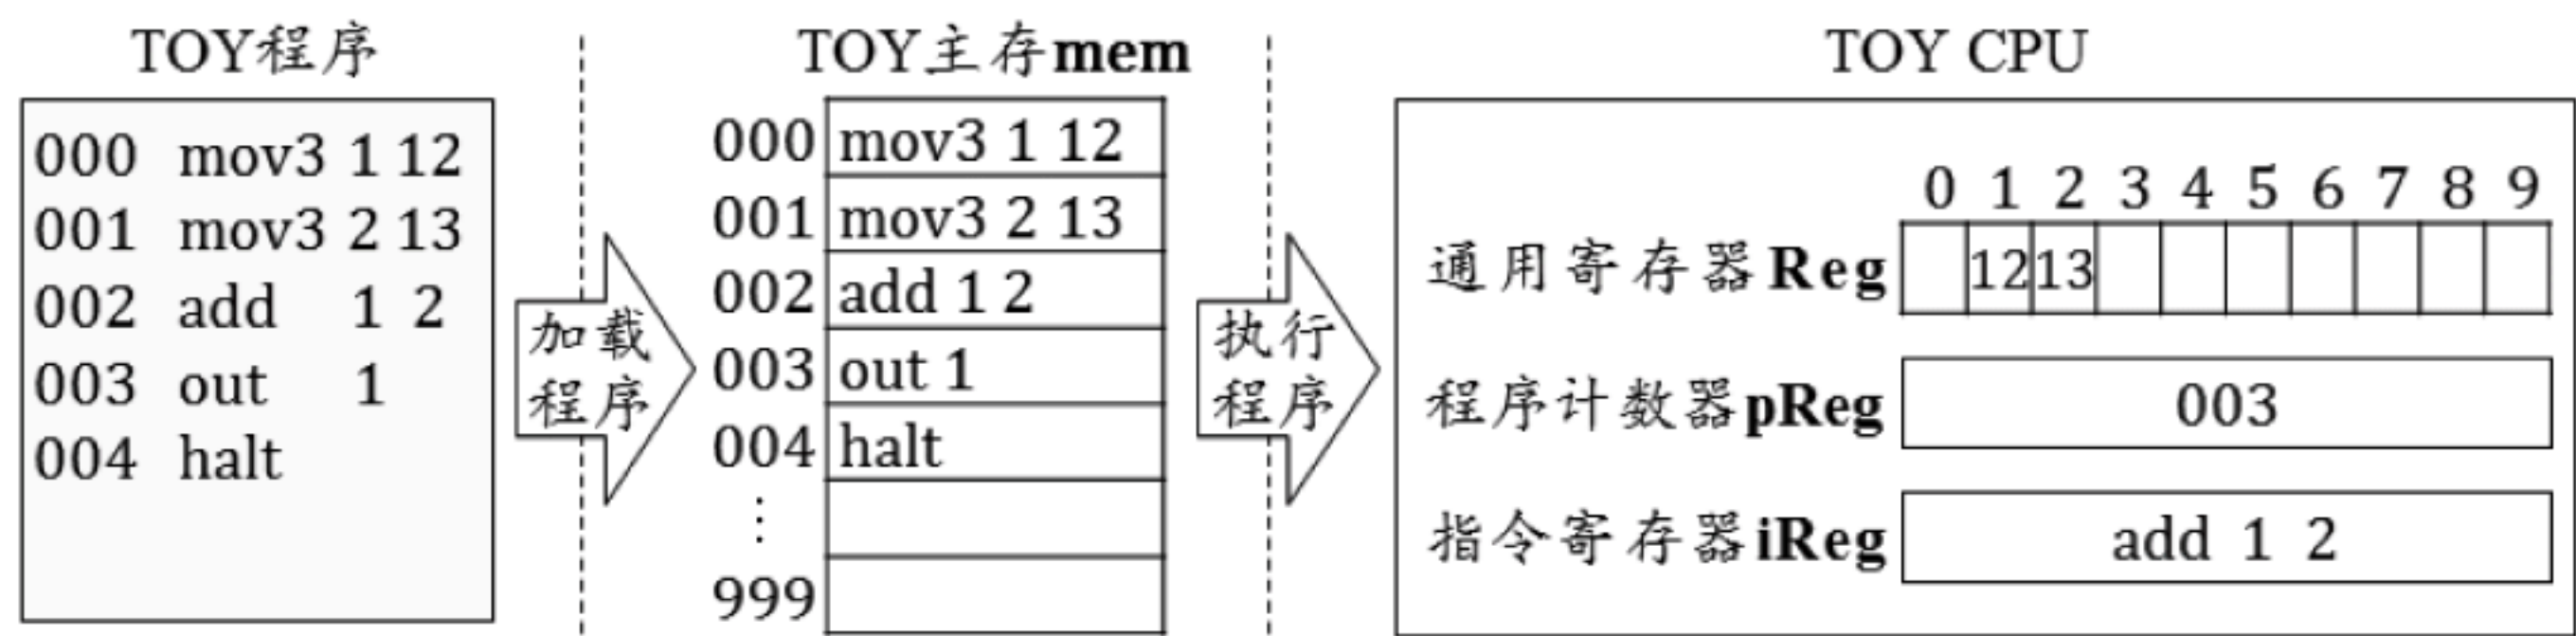 TOY程序
000 mov3 1 12
001 mov3 2 13
002 add 1 2
003 out 1
004 halt
加载
程序
TOY主存mem
000 mov3 1 12
001 mov3 2 13
002 add 1 2
003 out 1
004 halt
⋮
999
执行
程序
TOY CPU
0 1 2 3 4 5 6 7 8 9
通用寄存器Reg 12 13
程序计数器pReg 003
指令寄存器iReg add 1 2